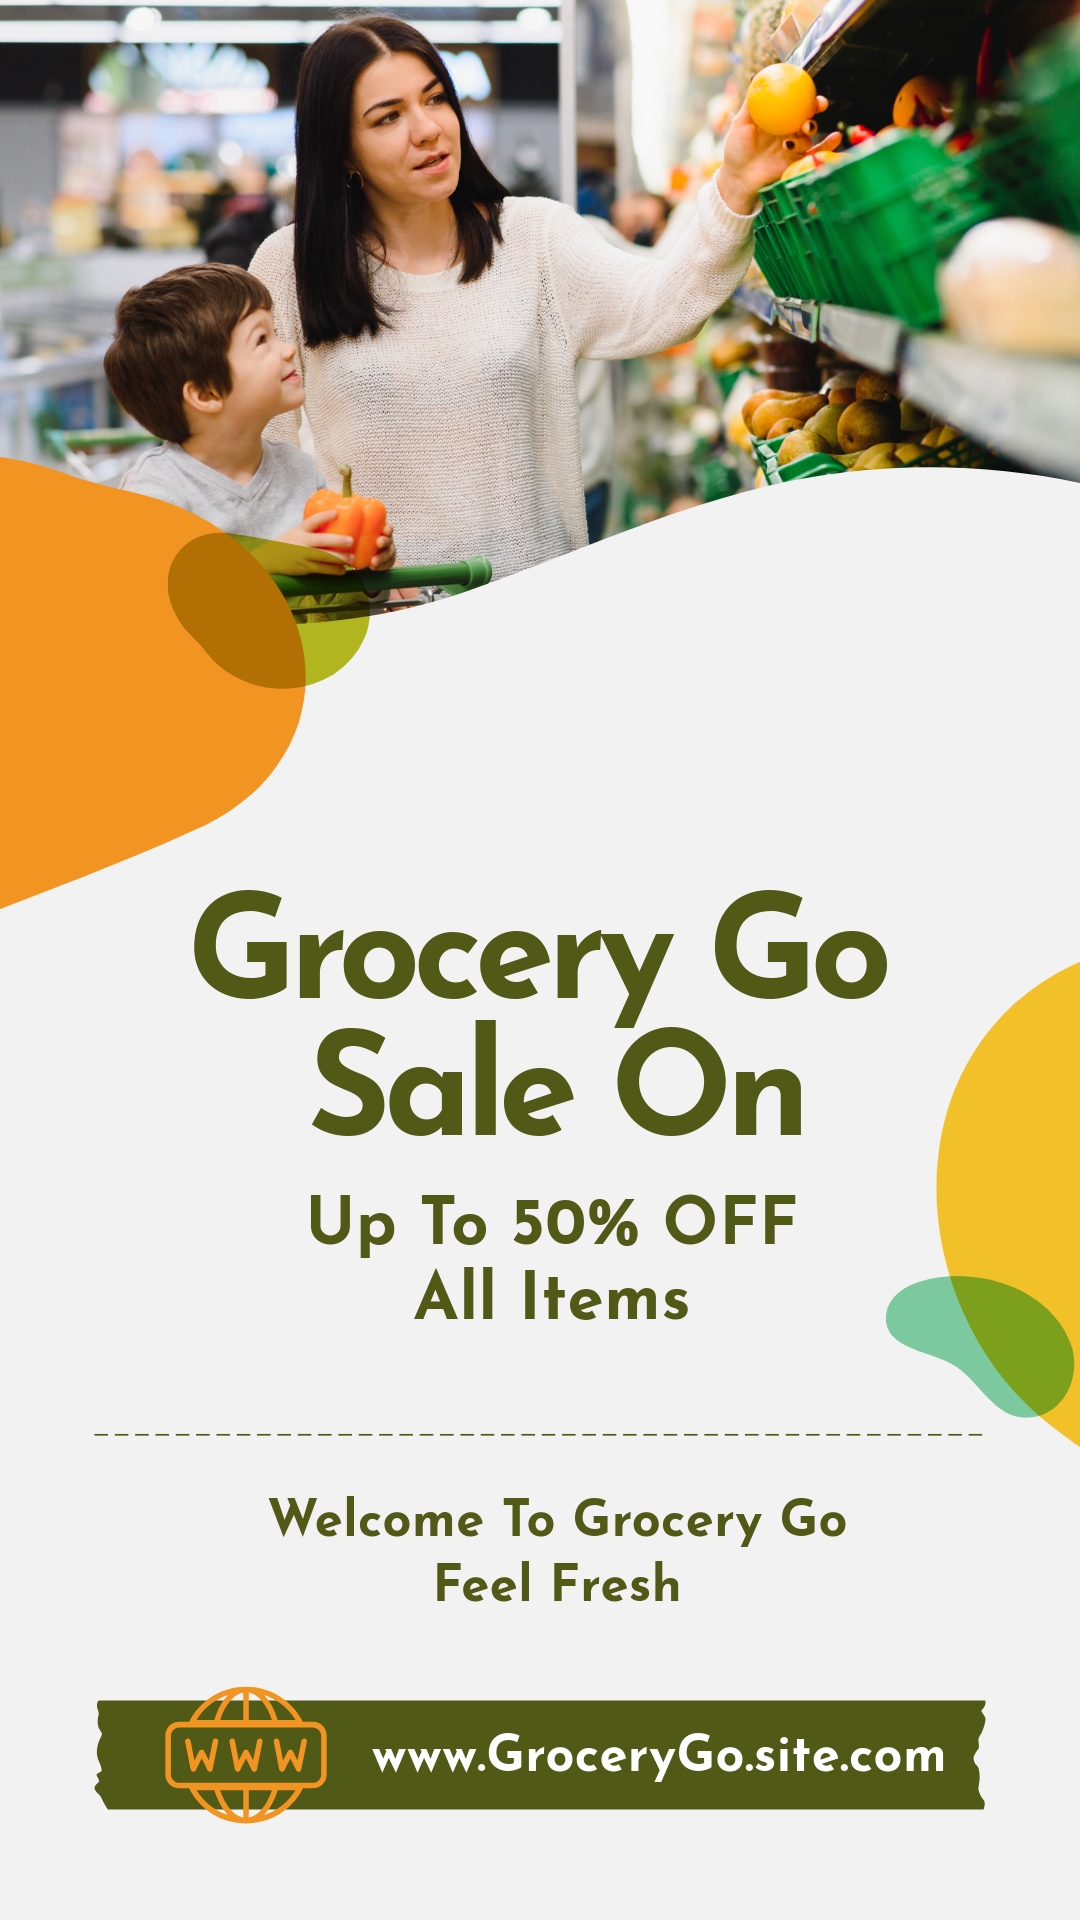 Grocery Go
Sale On
Up To 50% OFF
All Items
Welcome To Grocery Go
Feel Fresh
WWW
www.GroceryGo.site.com